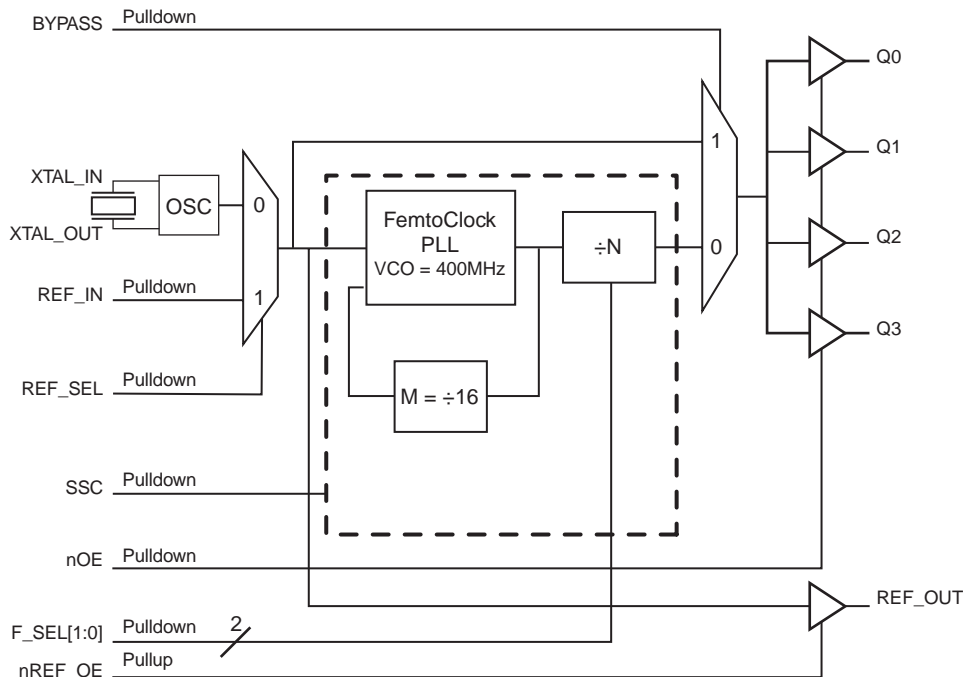 BYPASS Pulldown
Q0
1
Q1
XTAL_IN
OSC
XTAL_OUT
0
FemtoClock
PLL
VCO = 400MHz
÷N
0
Q2
REF_IN Pulldown
1
Q3
REF_SEL Pulldown
M = ÷16
SSC Pulldown
nOE Pulldown
REF_OUT
F_SEL[1:0] Pulldown 2
nREF_OE Pullup